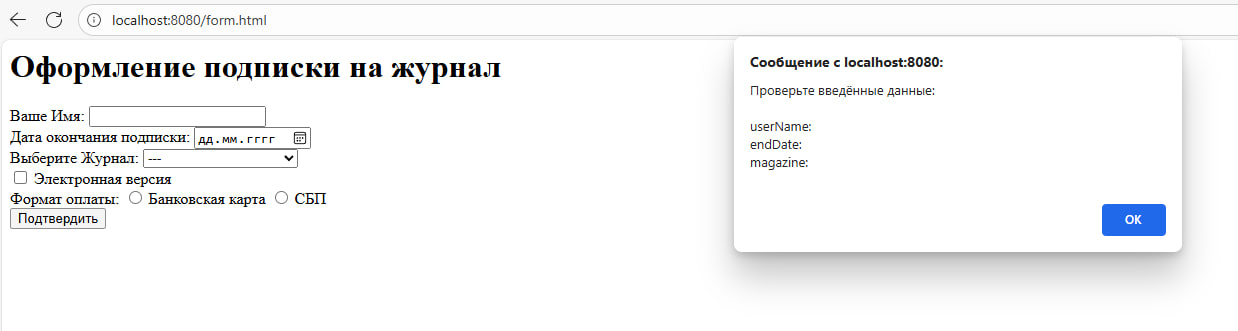 localhost:8080/form.html
Оформление подписки на журнал
Ваше Имя:
Дата окончания подписки: дд.мм.гггг
Выберите Журнал: ---
Электронная версия
Формат оплаты: Банковская карта СБП
Подтвердить
Сообщение с localhost:8080:
Проверьте введённые данные:
userName:
endDate:
magazine:
ОК